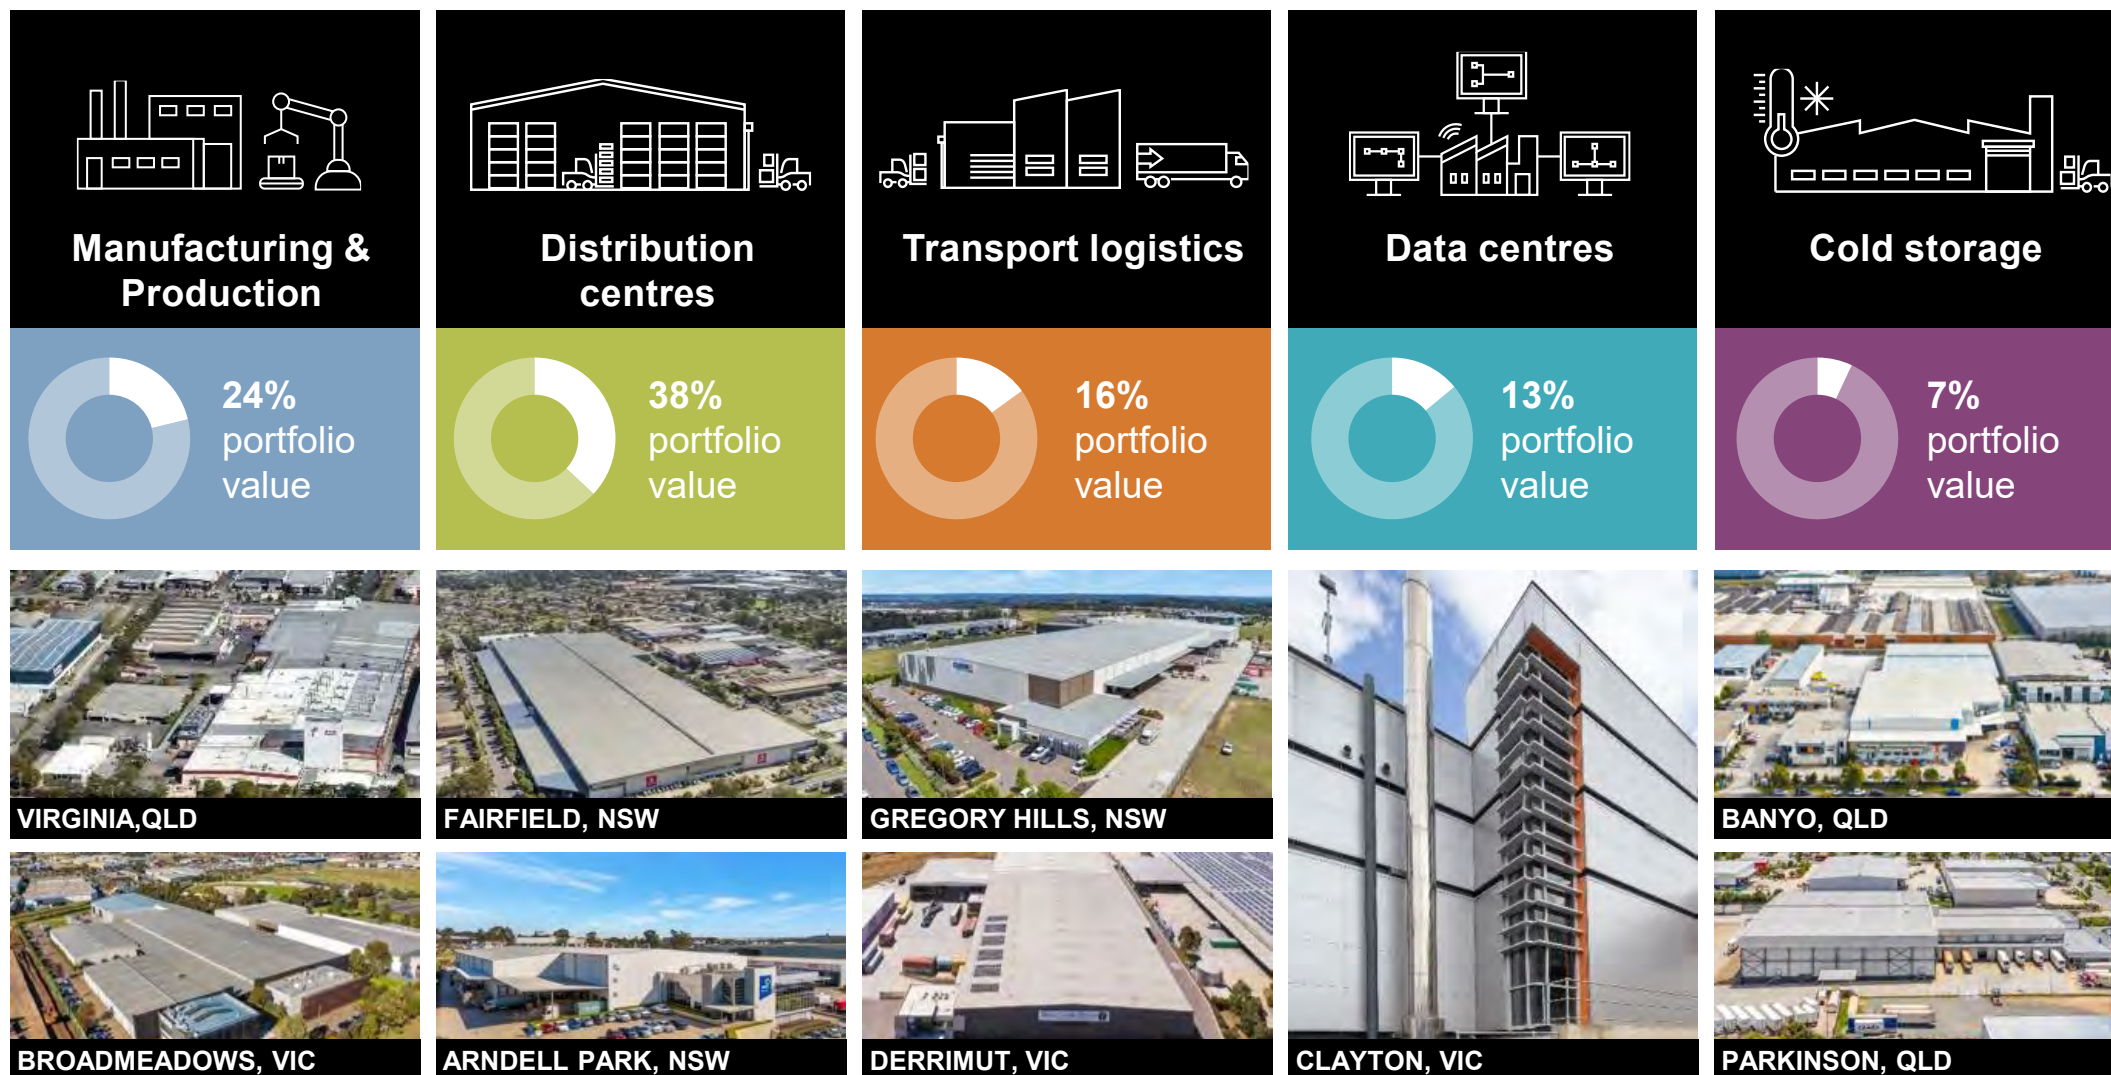 Manufacturing &
Production
24%
portfolio
value
Distribution
centres
38%
portfolio
value
Transport logistics
16%
portfolio
value
Data centres
13%
portfolio
value
Cold storage
7%
portfolio
value
VIRGINIA,QLD
FAIRFIELD, NSW
GREGORY HILLS, NSW
BANYO, QLD
BROADMEADOWS, VIC
ARNDELL PARK, NSW
DERRIMUT, VIC
CLAYTON, VIC
PARKINSON, QLD